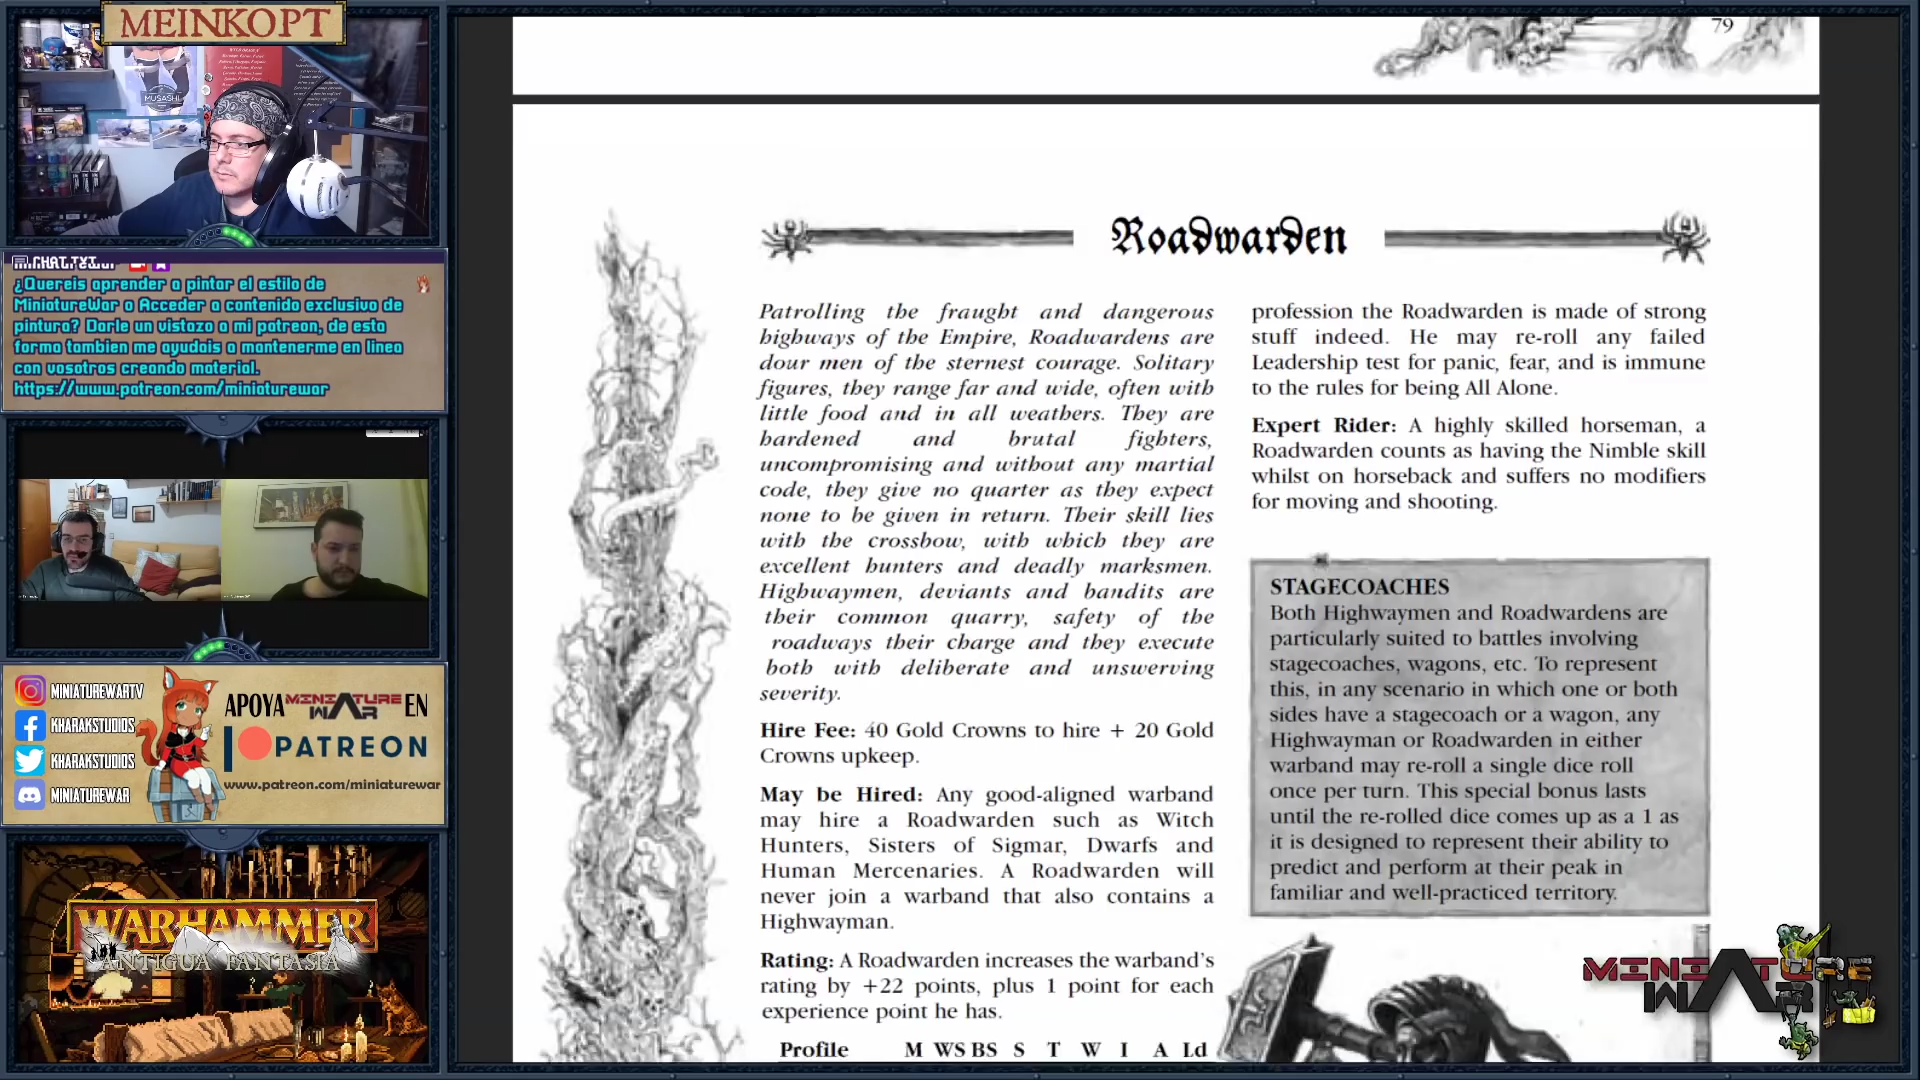 MEINKOPT
MUSASHI
M.CHAT.TXT
¿Quereis aprender a pintar el estilo de
MiniatureWar o Acceder a contenido exclusivo de
pintura? Darle un vistazo a mi patreon, de esta
forma tambien me ayudais a mantenerme en linea
con vosotros creando material.
https://www.patreon.com/miniaturewar
MINIATUREWARTV
KHARAKSTUDIOS
KHARAKSTUDIOS
MINIATUREWAR
APOYA MINIATURE WAR EN
PATREON
www.patreon.com/miniaturewar
WARHAMMER
ANTIGUA FANTASIA
79
Roadwarden
Patrolling the fraught and dangerous
highways of the Empire, Roadwardens are
dour men of the sternest courage. Solitary
figures, they range far and wide, often with
little food and in all weathers. They are
hardened and brutal fighters,
uncompromising and without any martial
code, they give no quarter as they expect
none to be given in return. Their skill lies
with the crossbow, with which they are
excellent hunters and deadly marksmen.
Highwaymen, deviants and bandits are
their common quarry, safety of the
roadways their charge and they execute
both with deliberate and unswerving
severity.
Hire Fee: 40 Gold Crowns to hire + 20 Gold
Crowns upkeep.
May be Hired: Any good-aligned warband
may hire a Roadwarden such as Witch
Hunters, Sisters of Sigmar, Dwarfs and
Human Mercenaries. A Roadwarden will
never join a warband that also contains a
Highwayman.
Rating: A Roadwarden increases the warband's
rating by +22 points, plus 1 point for each
experience point he has.
Profile M WS BS S T W I A Ld
profession the Roadwarden is made of strong
stuff indeed. He may re-roll any failed
Leadership test for panic, fear, and is immune
to the rules for being All Alone.
Expert Rider: A highly skilled horseman, a
Roadwarden counts as having the Nimble skill
whilst on horseback and suffers no modifiers
for moving and shooting.
STAGECOACHES
Both Highwaymen and Roadwardens are
particularly suited to battles involving
stagecoaches, wagons, etc. To represent
this, in any scenario in which one or both
sides have a stagecoach or a wagon, any
Highwayman or Roadwarden in either
warband may re-roll a single dice roll
once per turn. This special bonus lasts
until the re-rolled dice comes up as a 1 as
it is designed to represent their ability to
predict and perform at their peak in
familiar and well-practiced territory.
MINIATURE
WAR